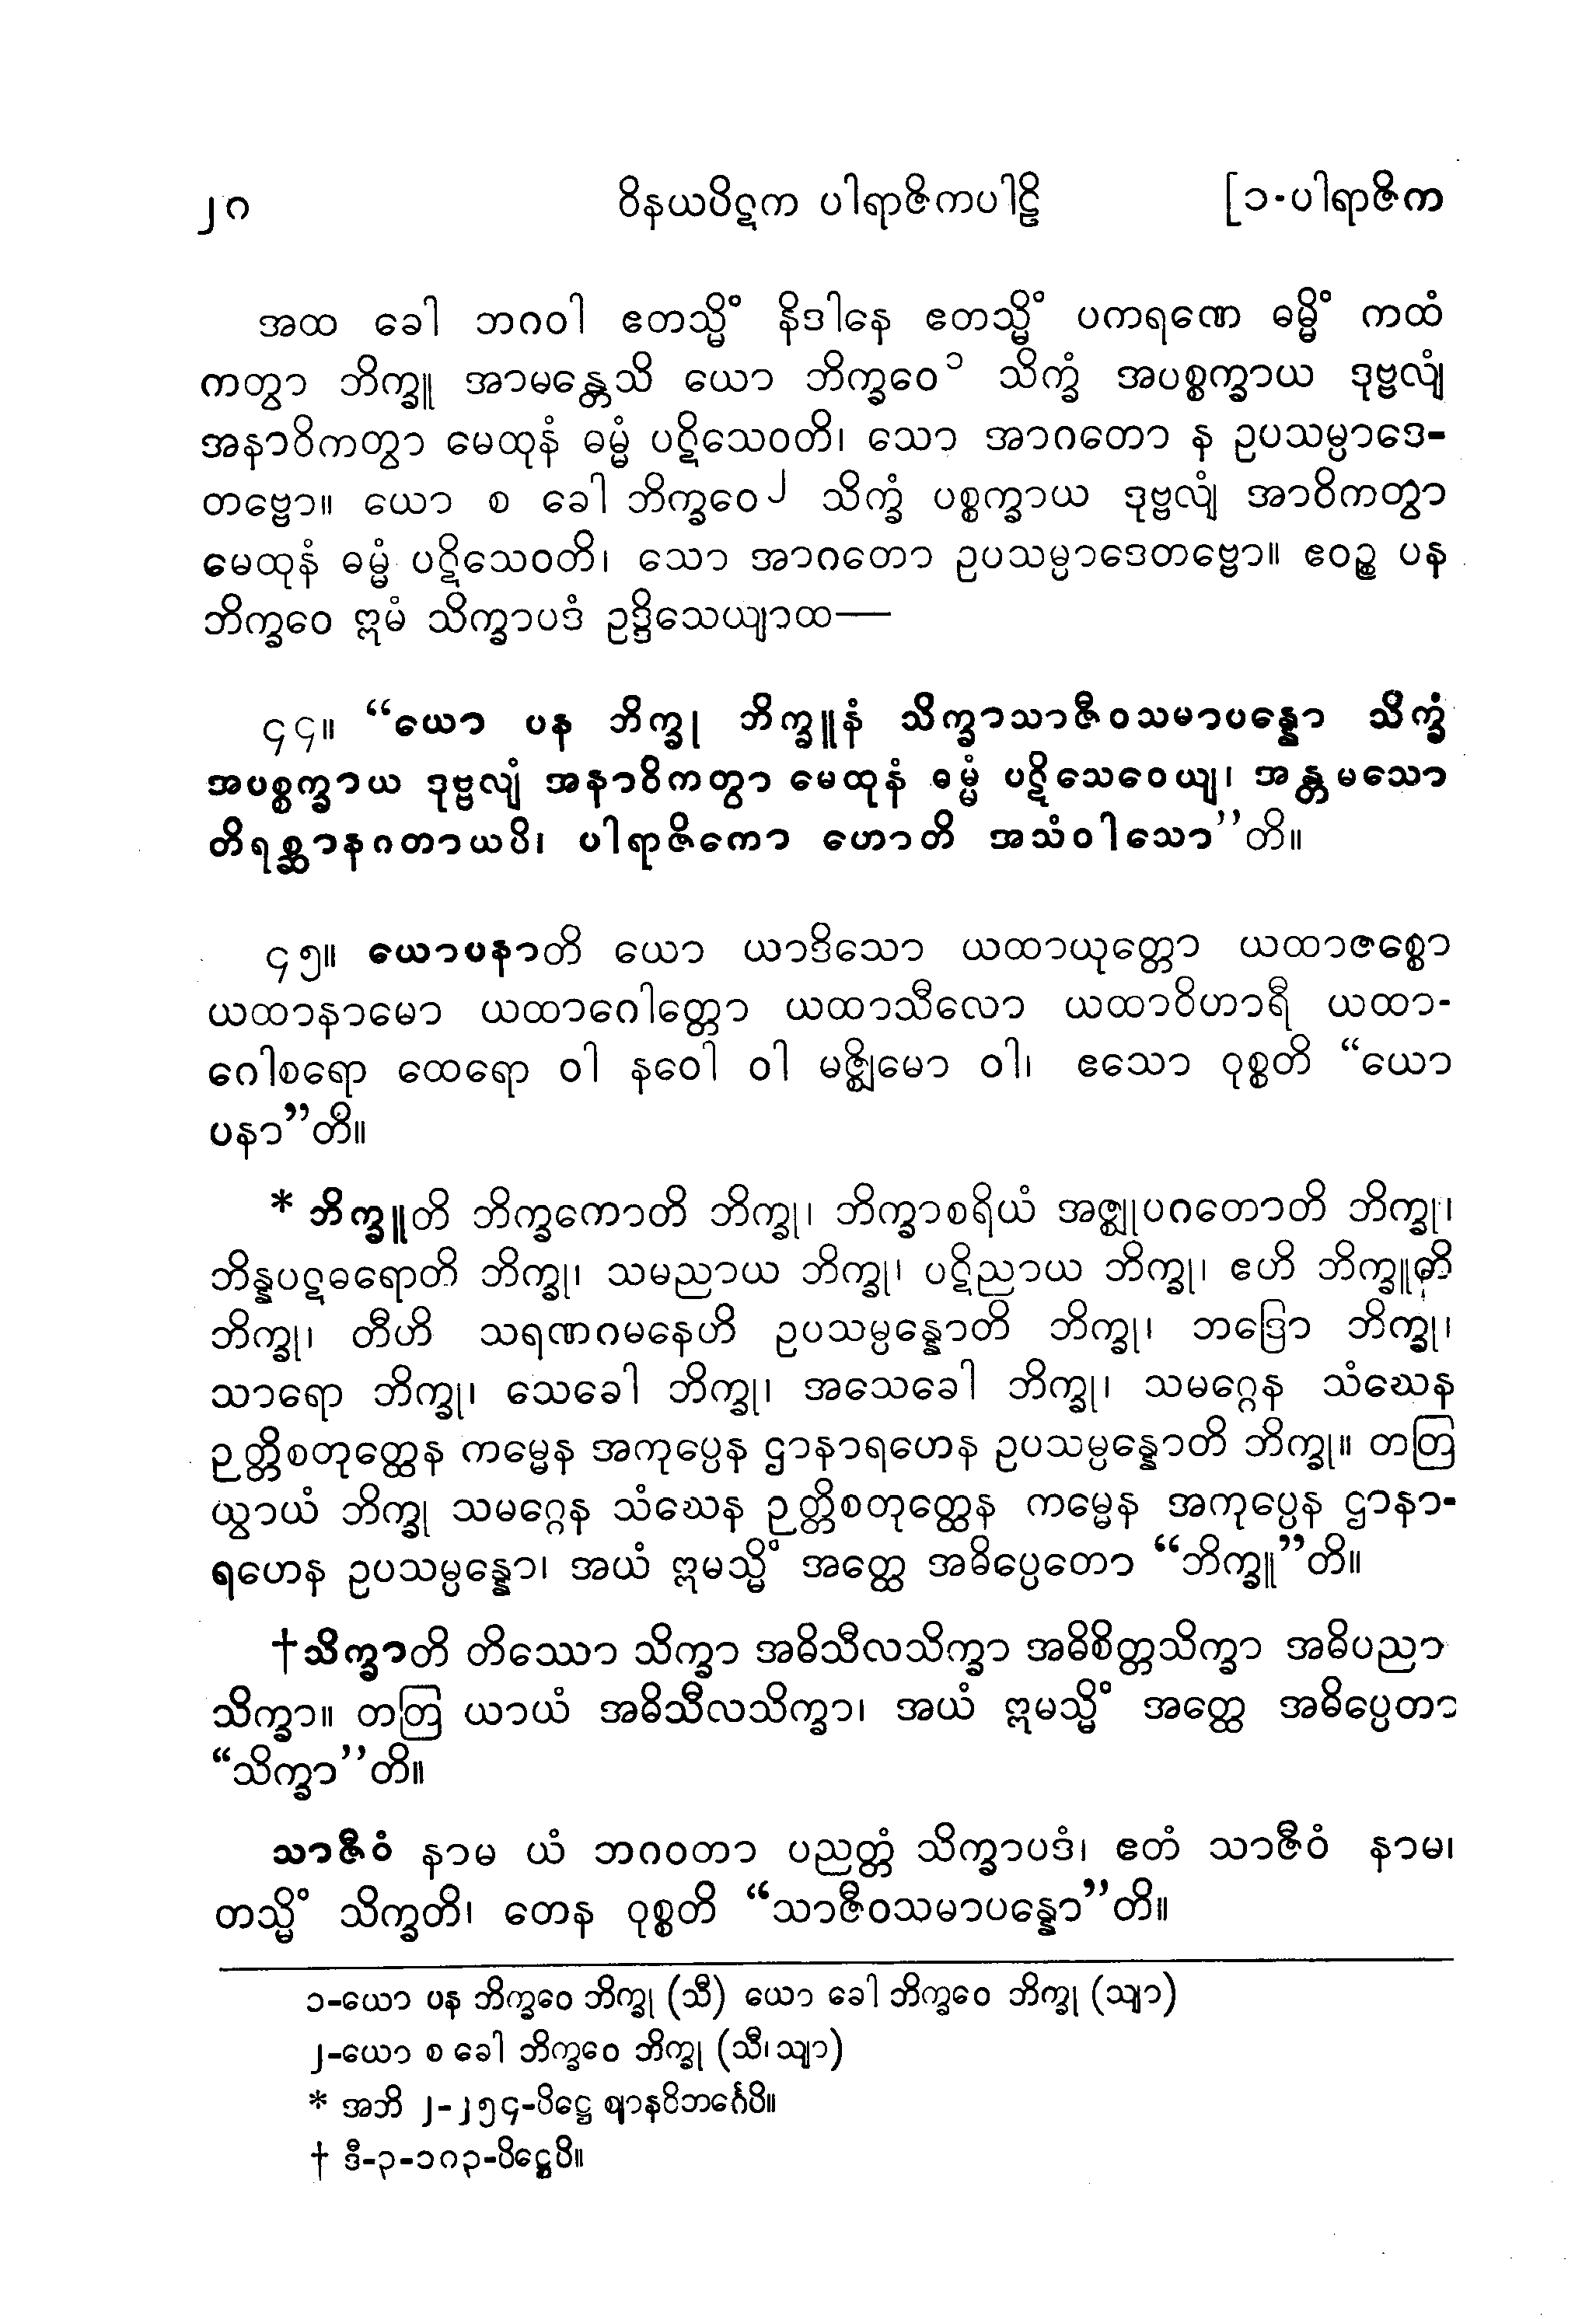 ၂၈ ဝိနယပိဋက ပါရာဇိကပါဠိ [၁-ပါရာဇိက
အထ ခေါ ဘဂဝါ ဧတသ္မိံ နိဒါနေ ဧတသ္မိံ ပကရဏေ ဓမ္မိံ ကထံ
ကတွာ ဘိက္ခူ အာမန္တေသိ ယော ဘိက္ခဝေ၁ သိက္ခံ အပစ္စက္ခာယ ဒုဗ္ဗလျံ
အနာဝိကတွာ မေထုနံ ဓမ္မံ ပဋိသေဝတိ၊ သော အာဂတော န ဥပသမ္ပာဒေ-
တဗ္ဗော။ ယော စ ခေါ ဘိက္ခဝေ၂ သိက္ခံ ပစ္စက္ခာယ ဒုဗ္ဗလျံ အာဝိကတွာ
မေထုနံ ဓမ္မံ ပဋိသေဝတိ၊ သော အာဂတော ဥပသမ္ပာဒေတဗ္ဗော။ ဧဝဉ္စ ပန
ဘိက္ခဝေ ဣမံ သိက္ခာပဒံ ဥဒ္ဒိသေယျာထ—
၄၄။ “ယော ပန ဘိက္ခု ဘိက္ခူနံ သိက္ခာသာဇီဝသမာပန္နော သိက္ခံ
အပစ္စက္ခာယ ဒုဗ္ဗလျံ အနာဝိကတွာ မေထုနံ ဓမ္မံ ပဋိသေဝေယျ၊ အန္တမသော
တိရစ္ဆာနဂတာယပိ၊ ပါရာဇိကော ဟောတိ အသံဝါသော”တိ။
၄၅။ ယောပနာတိ ယော ယာဒိသော ယထာယုတ္တော ယထာဇစ္စော
ယထာနာမော ယထာဂေါတ္တော ယထာသီလော ယထာဝိဟာရီ ယထာ-
ဂေါစရော ထေရော ဝါ နဝေါ ဝါ မဇ္ဈိမော ဝါ၊ ဧသော ဝုစ္စတိ “ယော
ပနာ”တိ။
* ဘိက္ခူတိ ဘိက္ခကောတိ ဘိက္ခု၊ ဘိက္ခာစရိယံ အဇ္ဈုပဂတောတိ ဘိက္ခု၊
ဘိန္နပဋဓရောတိ ဘိက္ခု၊ သမညာယ ဘိက္ခု၊ ပဋိညာယ ဘိက္ခု၊ ဧဟိ ဘိက္ခူတိ
ဘိက္ခု၊ တီဟိ သရဏဂမနေဟိ ဥပသမ္ပန္နောတိ ဘိက္ခု၊ ဘဒြော ဘိက္ခု၊
သာရော ဘိက္ခု၊ သေခေါ ဘိက္ခု၊ အသေခေါ ဘိက္ခု၊ သမဂ္ဂေန သံဃေန
ဉတ္တိစတုတ္ထေန ကမ္မေန အကုပ္ပေန ဌာနာရဟေန ဥပသမ္ပန္နောတိ ဘိက္ခု။ တတြ
ယွာယံ ဘိက္ခု သမဂ္ဂေန သံဃေန ဉတ္တိစတုတ္ထေန ကမ္မေန အကုပ္ပေန ဌာနာ-
ရဟေန ဥပသမ္ပန္နော၊ အယံ ဣမသ္မိံ အတ္ထေ အဓိပ္ပေတော “ဘိက္ခူ”တိ။
†သိက္ခာတိ တိဿော သိက္ခာ အဓိသီလသိက္ခာ အဓိစိတ္တသိက္ခာ အဓိပညာ
သိက္ခာ။ တတြ ယာယံ အဓိသီလသိက္ခာ၊ အယံ ဣမသ္မိံ အတ္ထေ အဓိပ္ပေတာ
“သိက္ခာ”တိ။
သာဇီဝံ နာမ ယံ ဘဂဝတာ ပညတ္တံ သိက္ခာပဒံ၊ ဧတံ သာဇီဝံ နာမ၊
တသ္မိံ သိက္ခတိ၊ တေန ဝုစ္စတိ “သာဇီဝသမာပန္နော”တိ။
၁-ယော ပန ဘိက္ခဝေ ဘိက္ခု (သီ) ယော ခေါ ဘိက္ခဝေ ဘိက္ခု (သျာ)
၂-ယော စ ခေါ ဘိက္ခဝေ ဘိက္ခု (သီ၊သျာ)
* အဘိ ၂-၂၅၄-ပိဋ္ဌေ ဈာနဝိဘင်္ဂေပိ။
† ဒီ-၃-၁၈၃-ပိဋ္ဌေပိ။